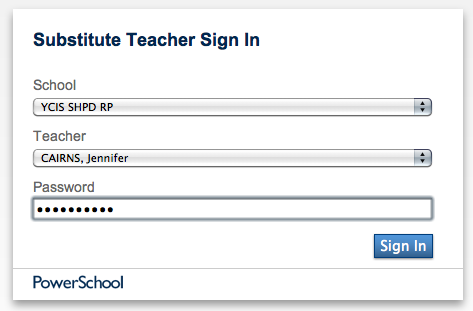 Substitute Teacher Sign In
School
YCIS SHPD RP
Teacher
CAIRNS, Jennifer
Password
••••••••••
Sign In
PowerSchool